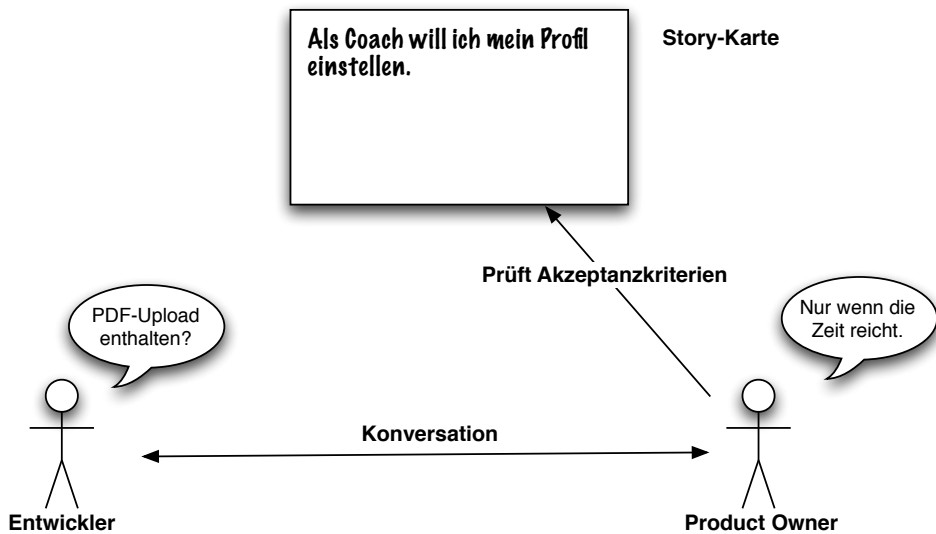 Als Coach will ich mein Profil
einstellen.
Story-Karte
Prüft Akzeptanzkriterien
PDF-Upload
enthalten?
Nur wenn die
Zeit reicht.
Konversation
Entwickler
Product Owner